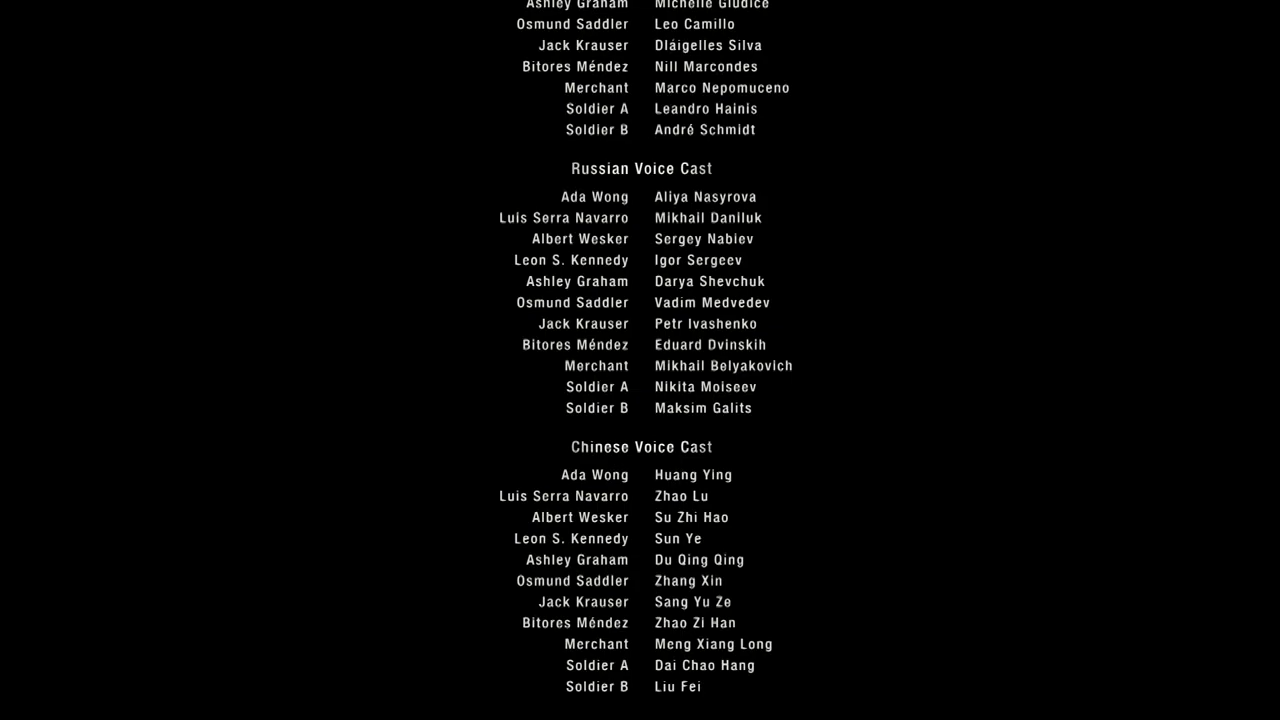 Ashley Graham Michelle Giudice
Osmund Saddler Leo Camillo
Jack Krauser Dláigelles Silva
Bitores Méndez Nill Marcondes
Merchant Marco Nepomuceno
Soldier A Leandro Hainis
Soldier B André Schmidt
Russian Voice Cast
Ada Wong Aliya Nasyrova
Luis Serra Navarro Mikhail Daniluk
Albert Wesker Sergey Nabiev
Leon S. Kennedy Igor Sergeev
Ashley Graham Darya Shevchuk
Osmund Saddler Vadim Medvedev
Jack Krauser Petr Ivashenko
Bitores Méndez Eduard Dvinskih
Merchant Mikhail Belyakovich
Soldier A Nikita Moiseev
Soldier B Maksim Galits
Chinese Voice Cast
Ada Wong Huang Ying
Luis Serra Navarro Zhao Lu
Albert Wesker Su Zhi Hao
Leon S. Kennedy Sun Ye
Ashley Graham Du Qing Qing
Osmund Saddler Zhang Xin
Jack Krauser Sang Yu Ze
Bitores Méndez Zhao Zi Han
Merchant Meng Xiang Long
Soldier A Dai Chao Hang
Soldier B Liu Fei